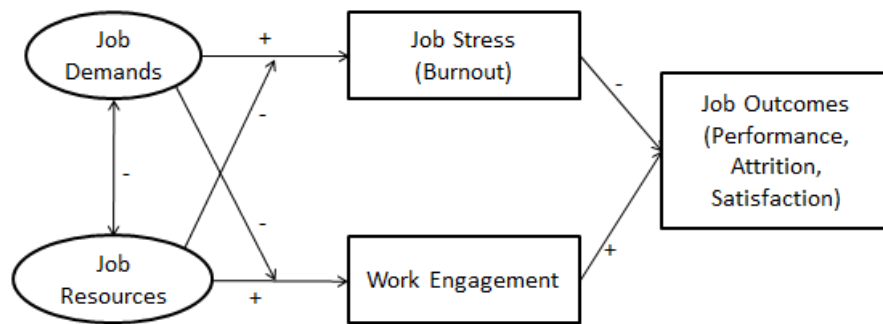 Job
Demands
+
Job Stress
(Burnout)
-
-
Job Outcomes
(Performance,
Attrition,
Satisfaction)
-
-
Job
Resources
+
Work Engagement
+